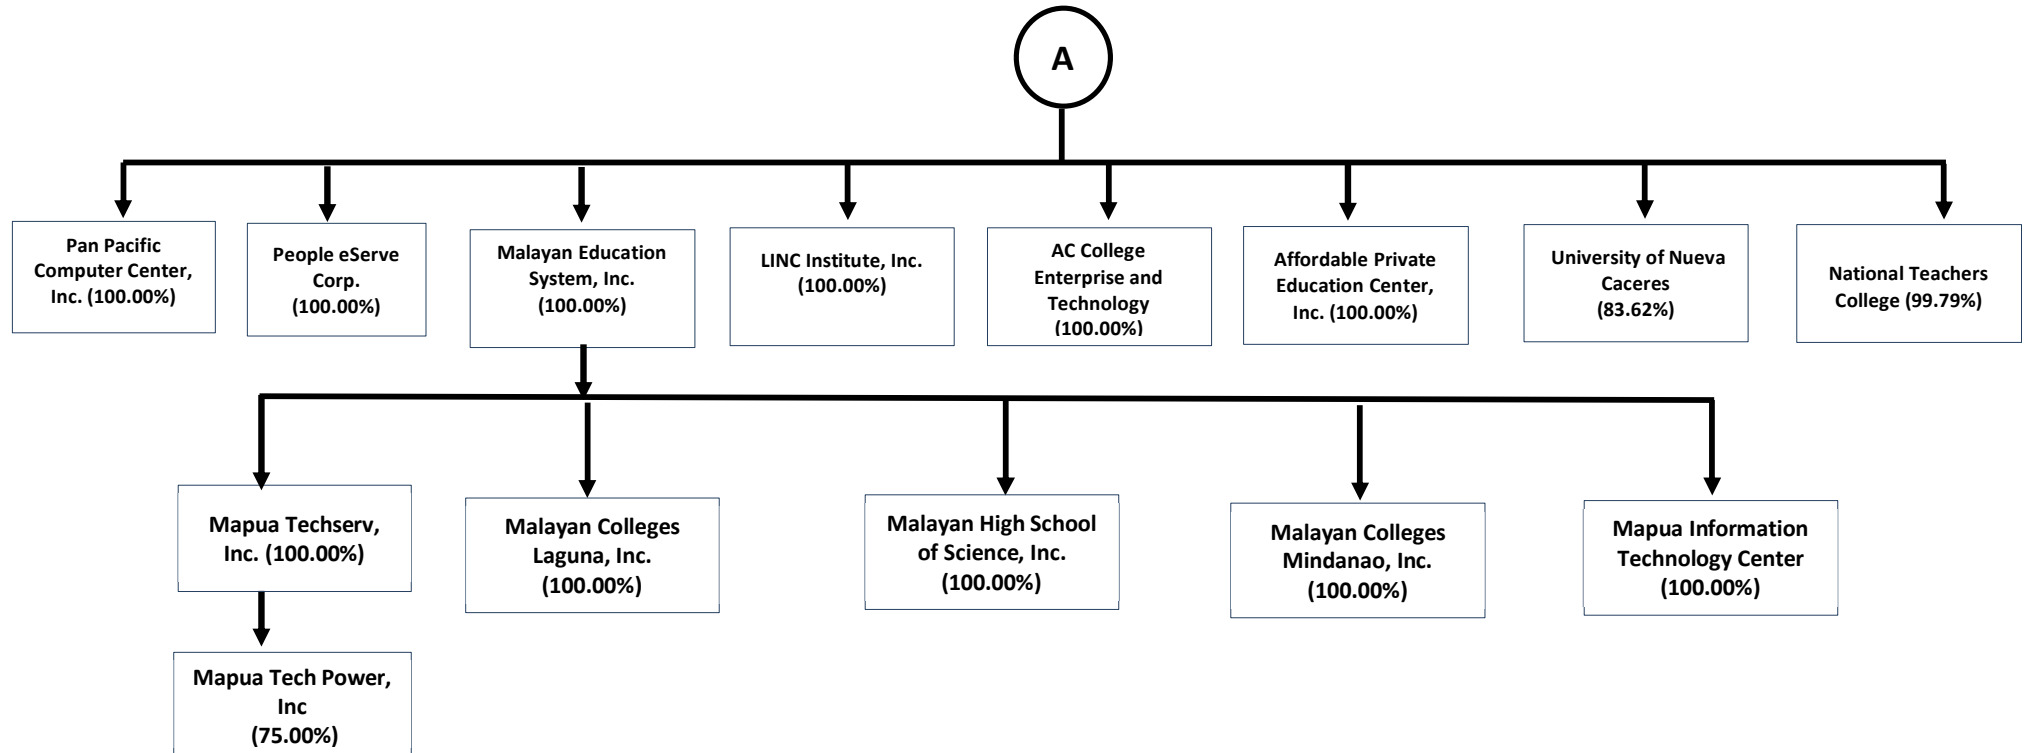 A
Pan Pacific
Computer Center,
Inc. (100.00%)
People eServe
Corp.
(100.00%)
Malayan Education
System, Inc.
(100.00%)
LINC Institute, Inc.
(100.00%)
AC College
Enterprise and
Technology
(100.00%)
Affordable Private
Education Center,
Inc. (100.00%)
University of Nueva
Caceres
(83.62%)
National Teachers
College (99.79%)
Mapua Techserv,
Inc. (100.00%)
Malayan Colleges
Laguna, Inc.
(100.00%)
Malayan High School
of Science, Inc.
(100.00%)
Malayan Colleges
Mindanao, Inc.
(100.00%)
Mapua Information
Technology Center
(100.00%)
Mapua Tech Power,
Inc
(75.00%)